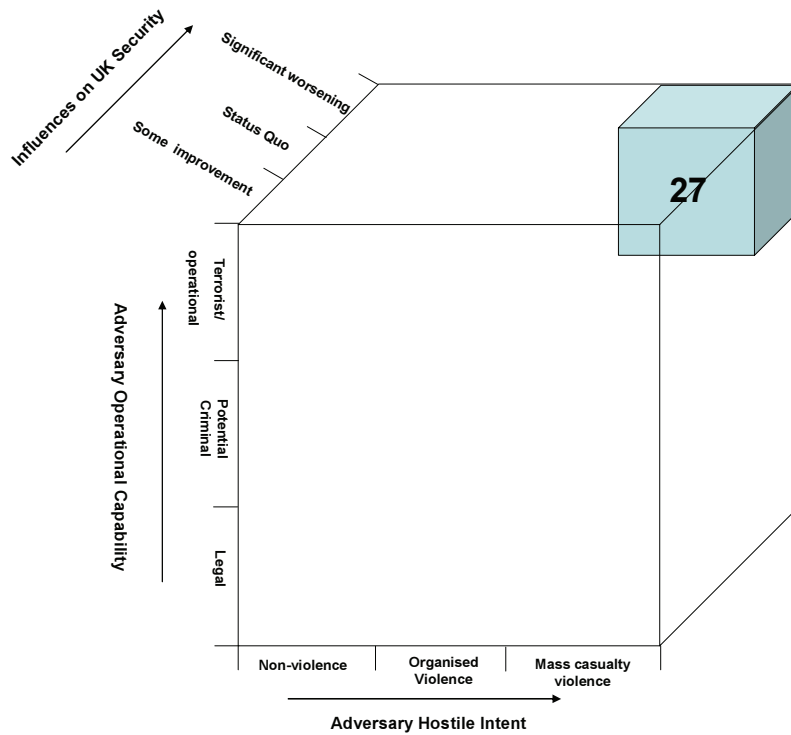 Influences on UK Security
Significant worsening
Status Quo
Some improvement
27
Adversary Operational Capability
Terrorist/
operational
Potential
Criminal
Legal
Non-violence
Organised
Violence
Mass casualty
violence
Adversary Hostile Intent